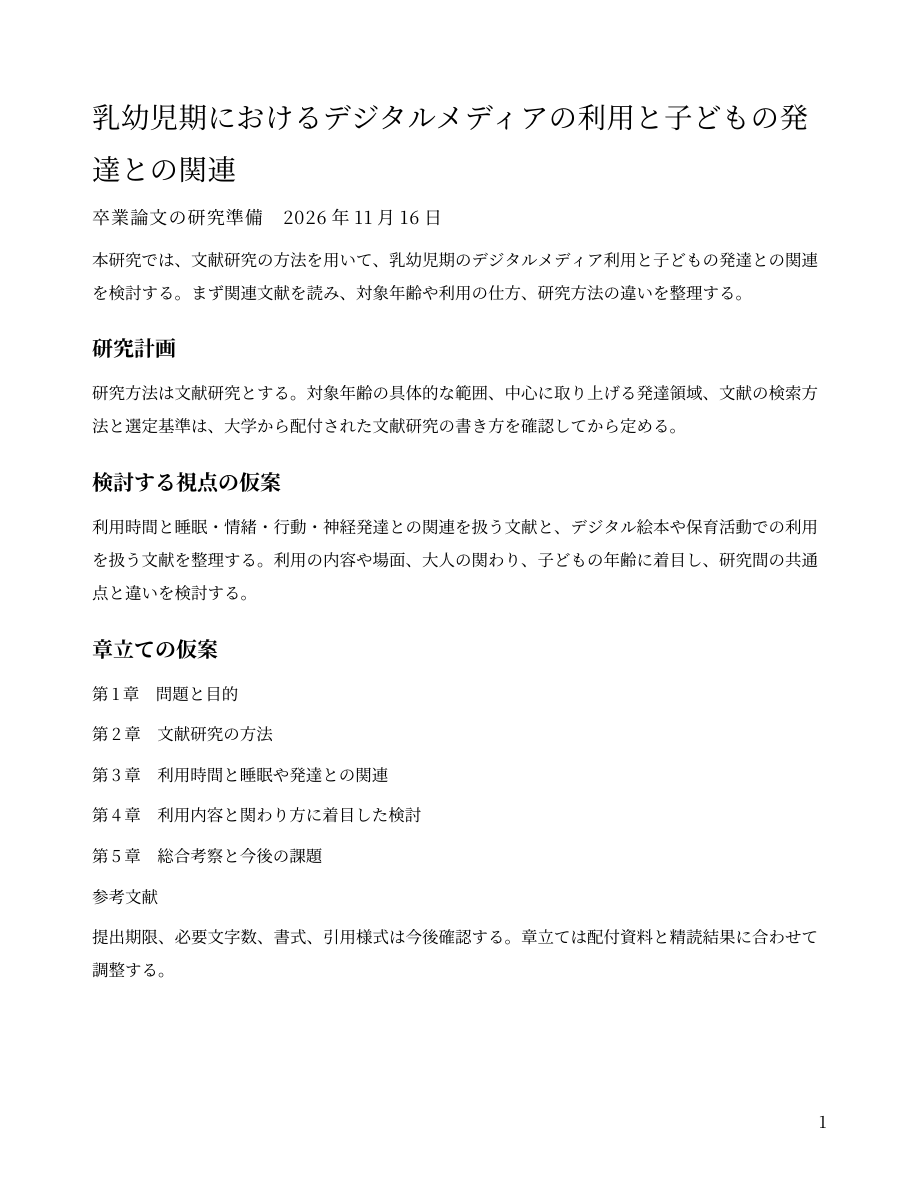 乳幼児期におけるデジタルメディアの利用と子どもの発
達との関連
卒業論文の研究準備　2026 年 11 月 16 日
本研究では、文献研究の方法を用いて、乳幼児期のデジタルメディア利用と子どもの発達との関連
を検討する。まず関連文献を読み、対象年齢や利用の仕方、研究方法の違いを整理する。
研究計画
研究方法は文献研究とする。対象年齢の具体的な範囲、中心に取り上げる発達領域、文献の検索方
法と選定基準は、大学から配付された文献研究の書き方を確認してから定める。
検討する視点の仮案
利用時間と睡眠・情緒・行動・神経発達との関連を扱う文献と、デジタル絵本や保育活動での利用
を扱う文献を整理する。利用の内容や場面、大人の関わり、子どもの年齢に着目し、研究間の共通
点と違いを検討する。
章立ての仮案
第 1 章　問題と目的
第 2 章　文献研究の方法
第 3 章　利用時間と睡眠や発達との関連
第 4 章　利用内容と関わり方に着目した検討
第 5 章　総合考察と今後の課題
参考文献
提出期限、必要文字数、書式、引用様式は今後確認する。章立ては配付資料と精読結果に合わせて
調整する。
1